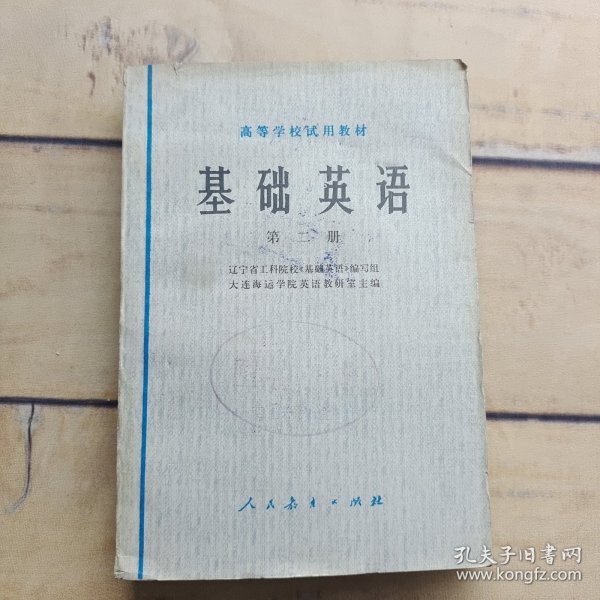 高等学校试用教材
基础英语
第二册
辽宁省工科院校《基础英语》编写组
大连海运学院英语教研室主编
人民教育出版社
孔夫子旧书网
www.kongfz.com